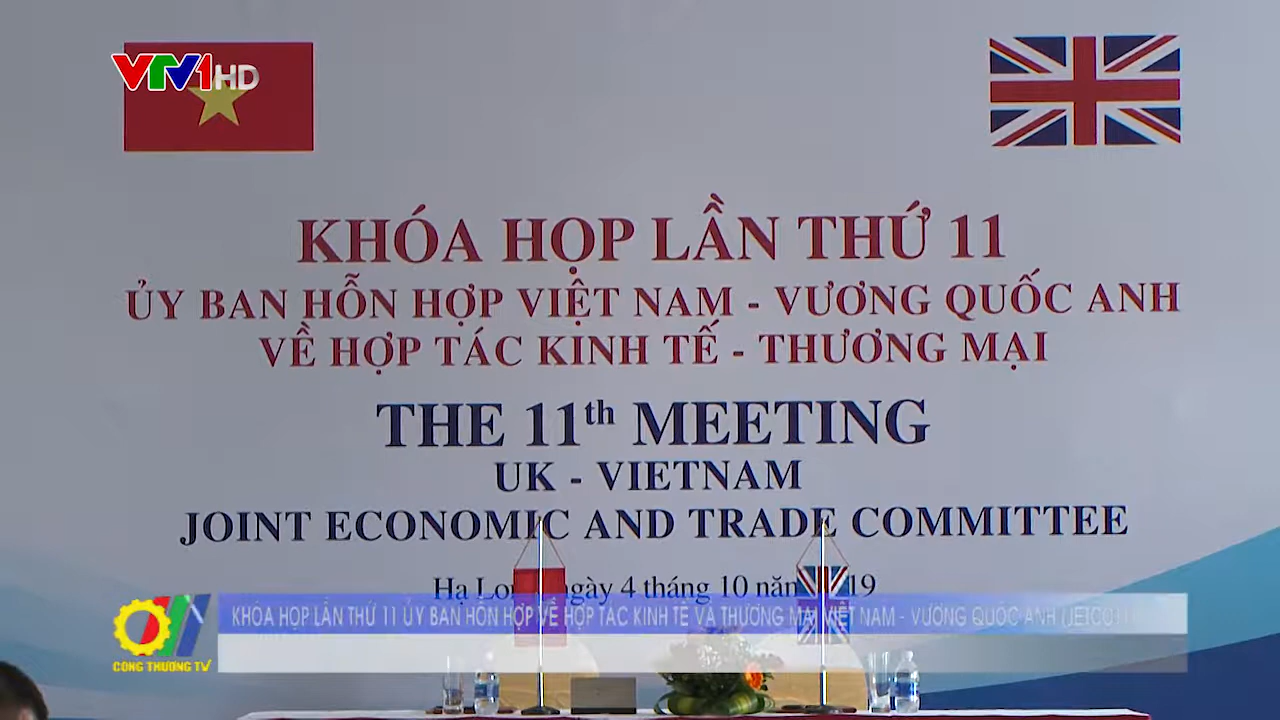 VTV1 HD
KHÓA HỌP LẦN THỨ 11
ỦY BAN HỖN HỢP VIỆT NAM - VƯƠNG QUỐC ANH
VỀ HỢP TÁC KINH TẾ - THƯƠNG MẠI
THE 11th MEETING
UK - VIETNAM
JOINT ECONOMIC AND TRADE COMMITTEE
Hạ ngày 4 tháng 10
KHÓA HỌP LẦN THỨ 11 ỦY BAN HỖN HỢP VỀ HỢP TÁC KINH TẾ VÀ THƯƠNG MẠI VIỆT NAM - VƯƠNG QUỐC ANH
CÔNG THƯƠNG TV